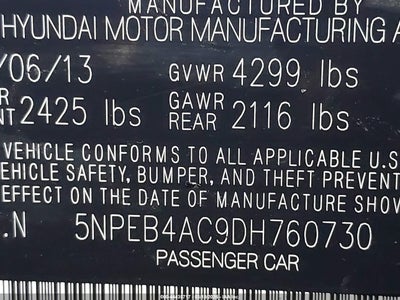 MANUFACTURED BY
HYUNDAI MOTOR MANUFACTURING A
/06/13 GVWR 4299 lbs
R
NT 2425 lbs GAWR REAR 2116 lbs
VEHICLE CONFORMS TO ALL APPLICABLE U.S
VEHICLE SAFETY, BUMPER, AND THEFT PREVENT
EFFECT ON THE DATE OF MANUFACTURE SHOW
.N 5NPEB4AC9DH760730
PASSENGER CAR